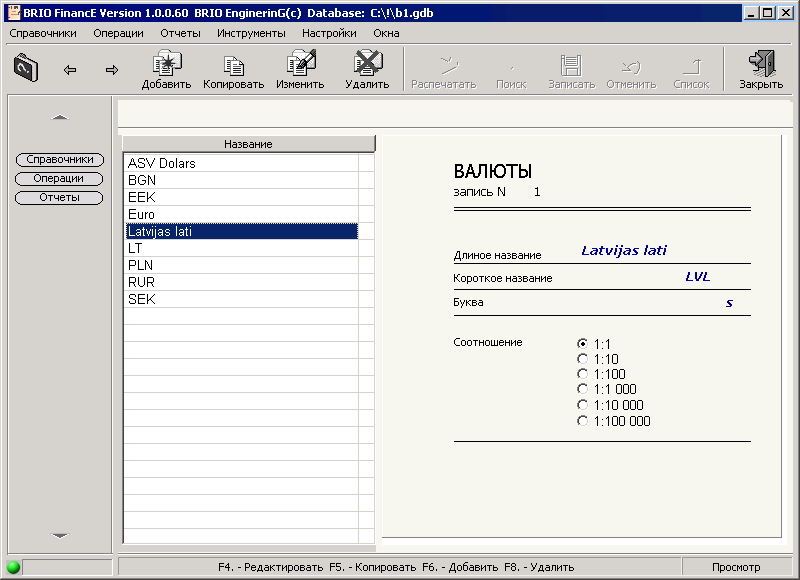 BRIO FinancE Version 1.0.0.60 BRIO EnginerinG(c) Database: C:\!\b1.gdb
Справочники Операции Отчеты Инструменты Настройки Окна
Добавить Копировать Изменить Удалить Распечатать Поиск Записать Отменить Список Закрыть
Справочники
Операции
Отчеты
Название
ASV Dolars
BGN
EEK
Euro
Latvijas lati
LT
PLN
RUR
SEK
ВАЛЮТЫ
запись N 1
Длиное название Latvijas lati
Короткое название LVL
Буква s
Соотношение 1:1
1:10
1:100
1:1 000
1:10 000
1:100 000
F4. - Редактировать F5. - Копировать F6. - Добавить F8. - Удалить Просмотр